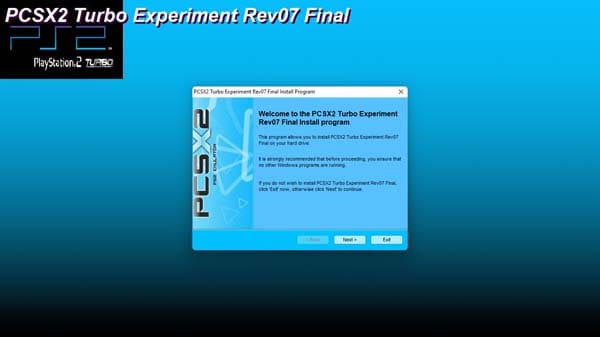 PCSX2 Turbo Experiment Rev07 Final
PS2
PlayStation.2 TURBO
PCSX2 Turbo Experiment Rev07 Final Install Program
Welcome to the PCSX2 Turbo Experiment
Rev07 Final Install program
This program allows you to install PCSX2 Turbo Experiment Rev07
Final on your hard drive.
It is strongly recommended that before proceeding, you ensure that
no other Windows programs are running.
If you do not wish to install PCSX2 Turbo Experiment Rev07 Final,
click 'Exit' now, otherwise click 'Next' to continue.
PCSX2
PS2 EMULATOR
< Back
Next >
Exit